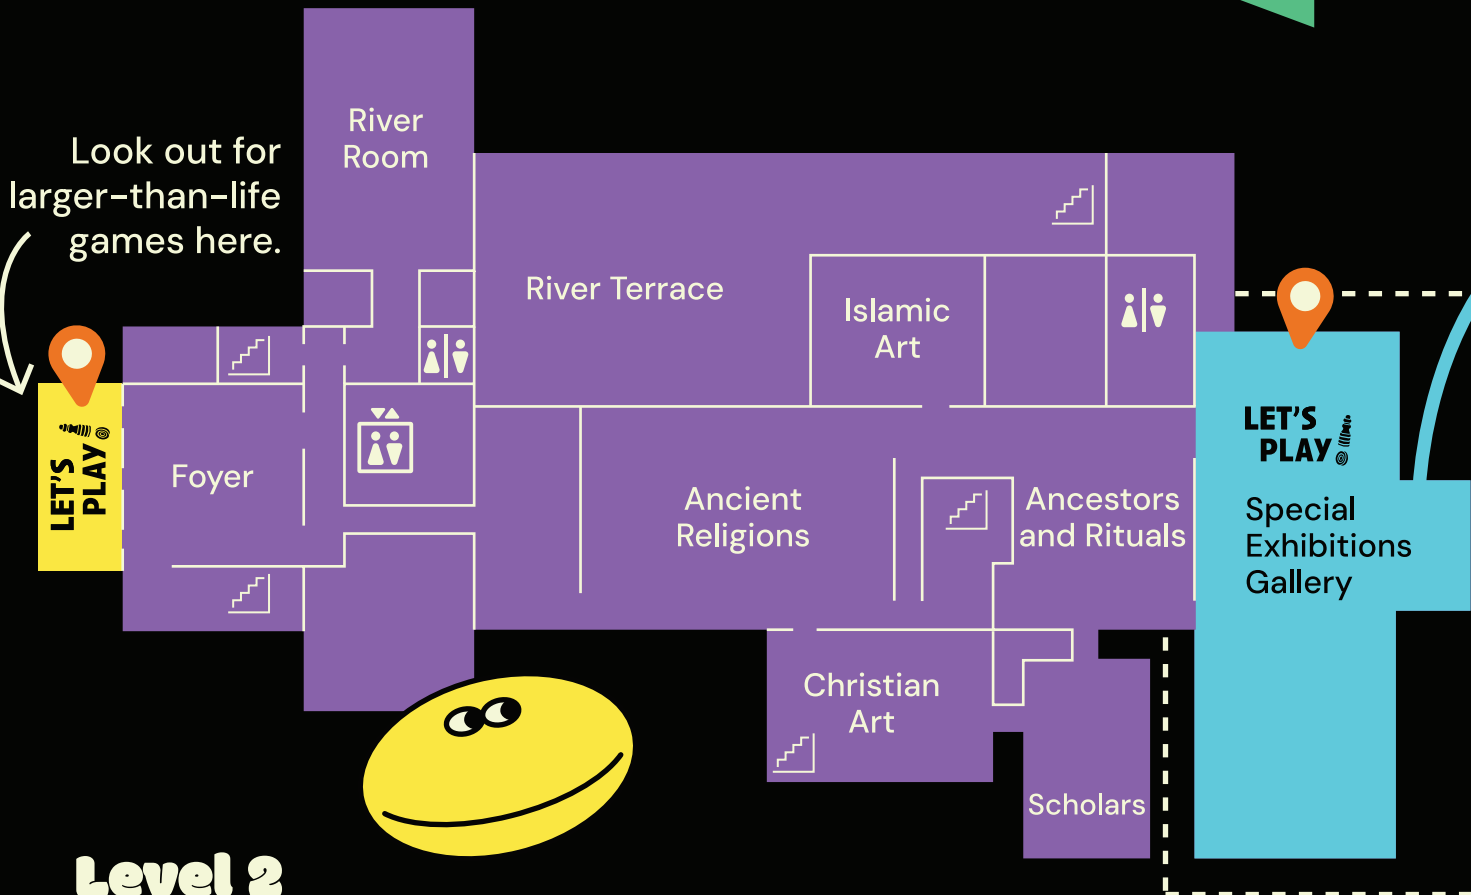 River
Room
Look out for
larger-than-life
games here.
River Terrace
Islamic
Art
LET'S
PLAY!
Foyer
Ancient
Religions
Ancestors
and Rituals
LET'S
PLAY!
Special
Exhibitions
Gallery
Christian
Art
Scholars
Level 2